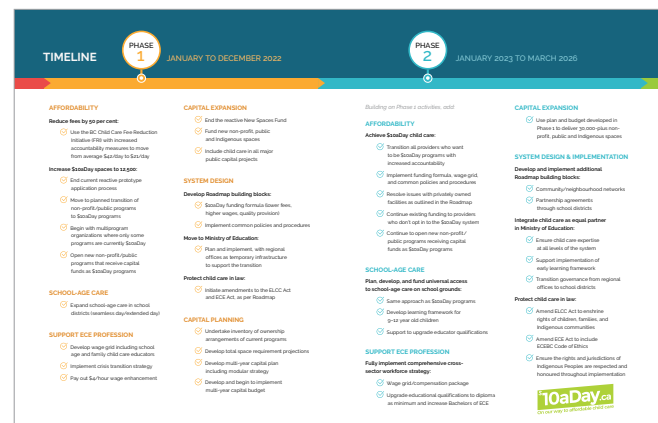 TIMELINE
PHASE
1
JANUARY TO DECEMBER 2022
PHASE
2
JANUARY 2023 TO MARCH 2026
AFFORDABILITY
Reduce fees by 50 per cent:
Use the BC Child Care Fee Reduction
Initiative (FRI) with increased
accountability measures to move
from average $42/day to $21/day
Increase $10aDay spaces to 12,500:
End current reactive prototype
application process
Move to planned transition of
non-profit/public programs
to $10aDay programs
Begin with multiprogram
organizations where only some
programs are currently $10aDay
Open new non-profit/public
programs that receive capital
funds as $10aDay programs
SCHOOL-AGE CARE
Expand school-age care in school
districts (seamless day/extended day)
SUPPORT ECE PROFESSION
Develop wage grid including school
age and family child care educators
Implement crisis transition strategy:
Pay out $4/hour wage enhancement
CAPITAL EXPANSION
End the reactive New Spaces Fund
Fund new non-profit, public
and Indigenous spaces
Include child care in all major
public capital projects
SYSTEM DESIGN
Develop Roadmap building blocks:
$10aDay funding formula (lower fees,
higher wages, quality provision)
Implement common policies and procedures
Move to Ministry of Education:
Plan and implement, with regional
offices as temporary infrastructure
to support the transition
Protect child care in law:
Initiate amendments to the ELCC Act
and ECE Act, as per Roadmap
CAPITAL PLANNING
Undertake inventory of ownership
arrangements of current programs
Develop total space requirement projections
Develop multi-year capital plan
including modular strategy
Develop and begin to implement
multi-year capital budget
Building on Phase 1 activities, add:
AFFORDABILITY
Achieve $10aDay child care:
Transition all providers who want
to be $10aDay programs with
increased accountability
Implement funding formula, wage grid,
and common policies and procedures
Resolve issues with privately owned
facilities as outlined in the Roadmap
Continue existing funding to providers
who don't opt in to the $10aDay system
Continue to open new non-profit/
public programs receiving capital
funds as $10aDay programs
SCHOOL-AGE CARE
Plan, develop, and fund universal access
to school-age care on school grounds:
Same approach as $10aDay programs
Develop learning framework for
9–12 year old children
Support to upgrade educator qualifications
SUPPORT ECE PROFESSION
Fully implement comprehensive cross-
sector workforce strategy:
Wage grid/compensation package
Upgrade educational qualifications to diploma
as minimum and increase Bachelors of ECE
CAPITAL EXPANSION
Use plan and budget developed in
Phase 1 to deliver 30,000-plus non-
profit, public and Indigenous spaces
SYSTEM DESIGN & IMPLEMENTATION
Develop and implement additional
Roadmap building blocks:
Community/neighbourhood networks
Partnership agreements
through school districts
Integrate child care as equal partner
in Ministry of Education:
Ensure child care expertise
at all levels of the system
Support implementation of
early learning framework
Transition governance from regional
offices to school districts
Protect child care in law:
Amend ELCC Act to enshrine
rights of children, families, and
Indigenous communities
Amend ECE Act to include
ECEBC Code of Ethics
Ensure the rights and jurisdictions of
Indigenous Peoples are respected and
honoured throughout implementation
$10aDay.ca
On our way to affordable child care